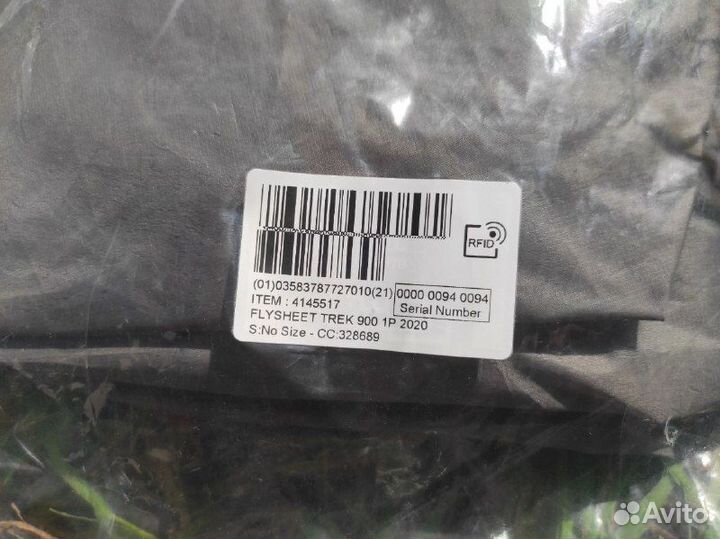 RFID
(01)03583787727010(21) 0000 0094 0094
Serial Number
ITEM : 4145517
FLYSHEET TREK 900 1P 2020
S:No Size - CC:328689
Avito